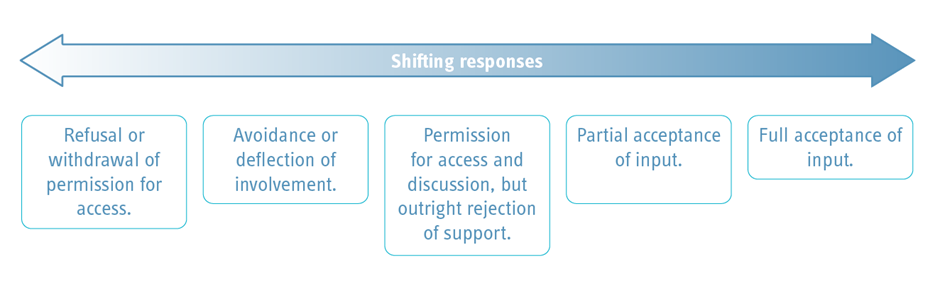 Shifting responses
Refusal or
withdrawal of
permission for
access.
Avoidance or
deflection of
involvement.
Permission
for access and
discussion, but
outright rejection
of support.
Partial acceptance
of input.
Full acceptance of
input.